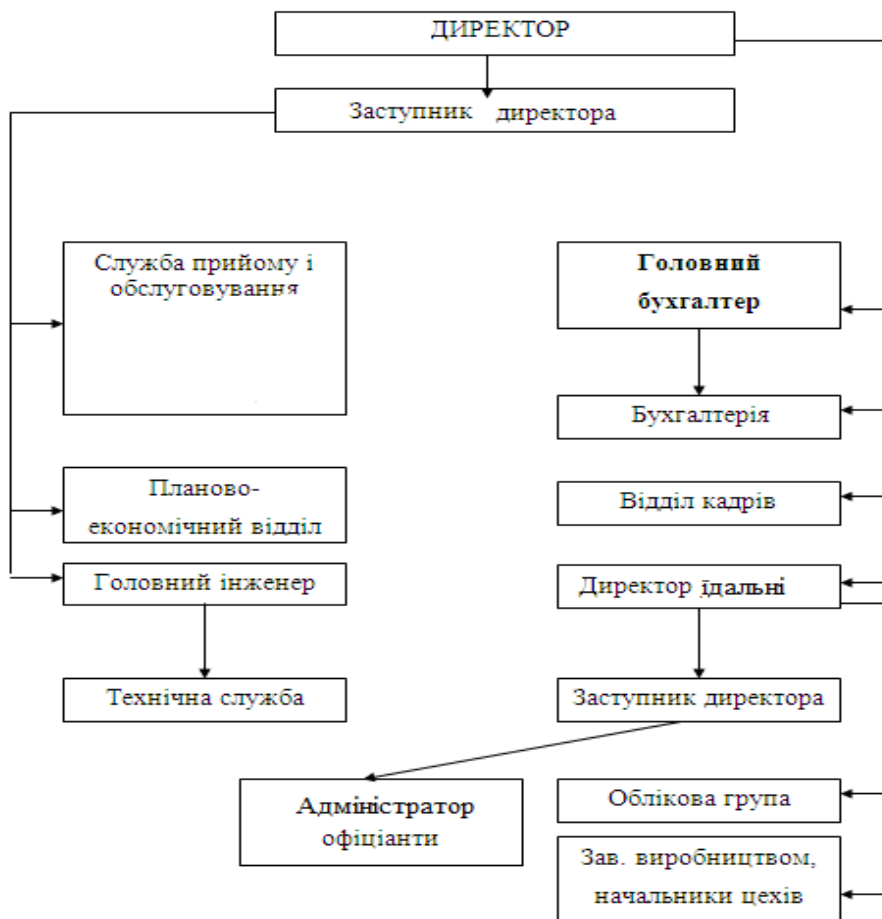 ДИРЕКТОР
Заступник директора
Служба прийому і
обслуговування
Планово-
економічний відділ
Головний інженер
Технічна служба
Головний
бухгалтер
Бухгалтерія
Відділ кадрів
Директор їдальні
Заступник директора
Адміністратор
офіціанти
Облікова група
Зав. виробництвом,
начальники цехів